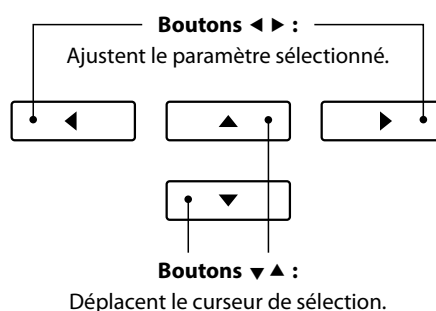 Boutons ◀ ▶ :
Ajustent le paramètre sélectionné.
Boutons ▼ ▲ :
Déplacent le curseur de sélection.